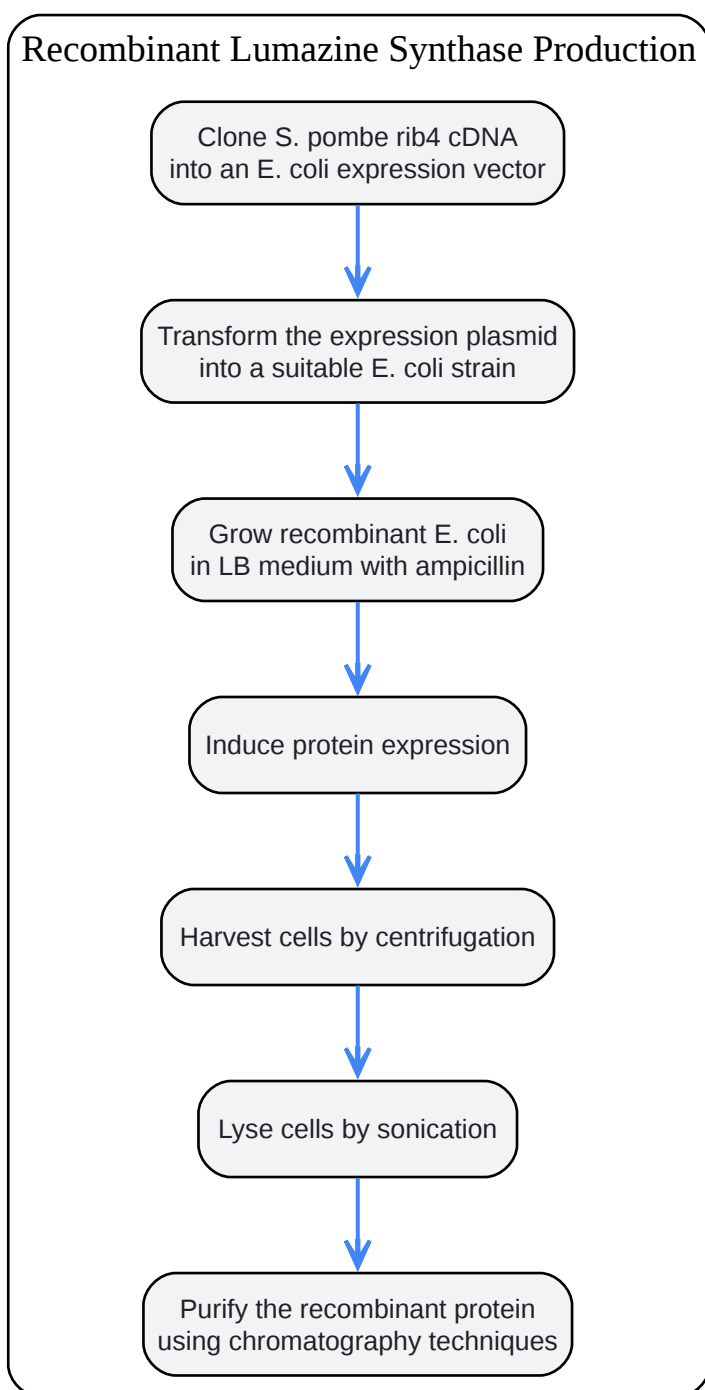 Recombinant Lumazine Synthase Production
Clone S. pombe rib4 cDNA
into an E. coli expression vector
Transform the expression plasmid
into a suitable E. coli strain
Grow recombinant E. coli
in LB medium with ampicillin
Induce protein expression
Harvest cells by centrifugation
Lyse cells by sonication
Purify the recombinant protein
using chromatography techniques